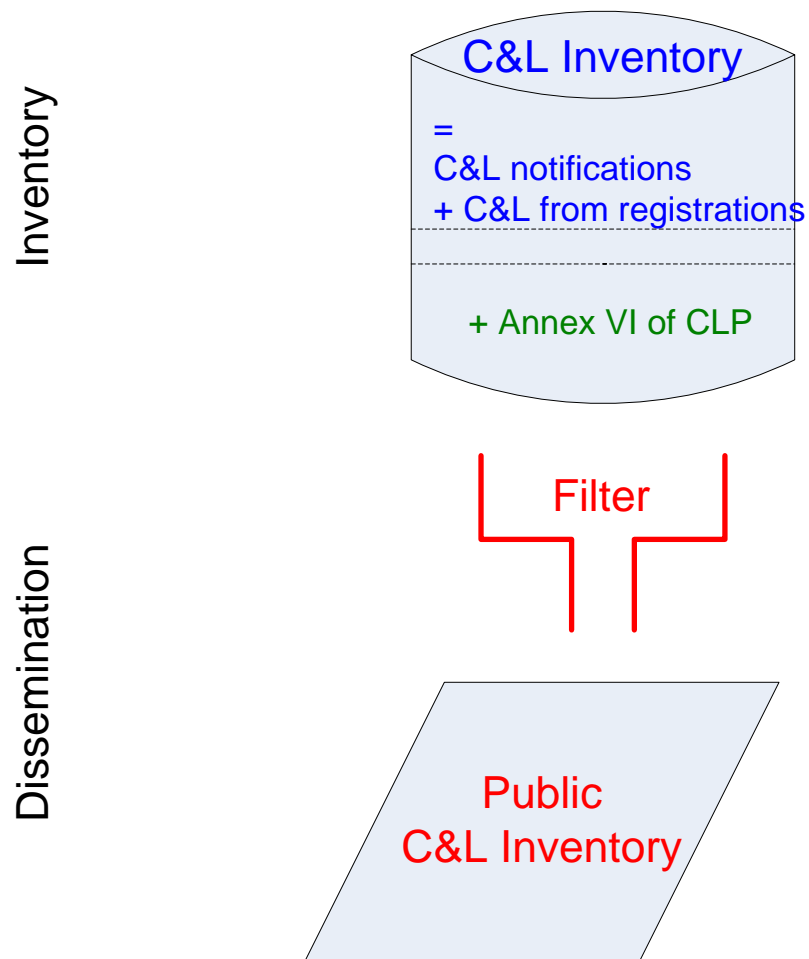 Inventory
C&L Inventory
=
C&L notifications
+ C&L from registrations
+ Annex VI of CLP
Dissemination
Filter
Public
C&L Inventory